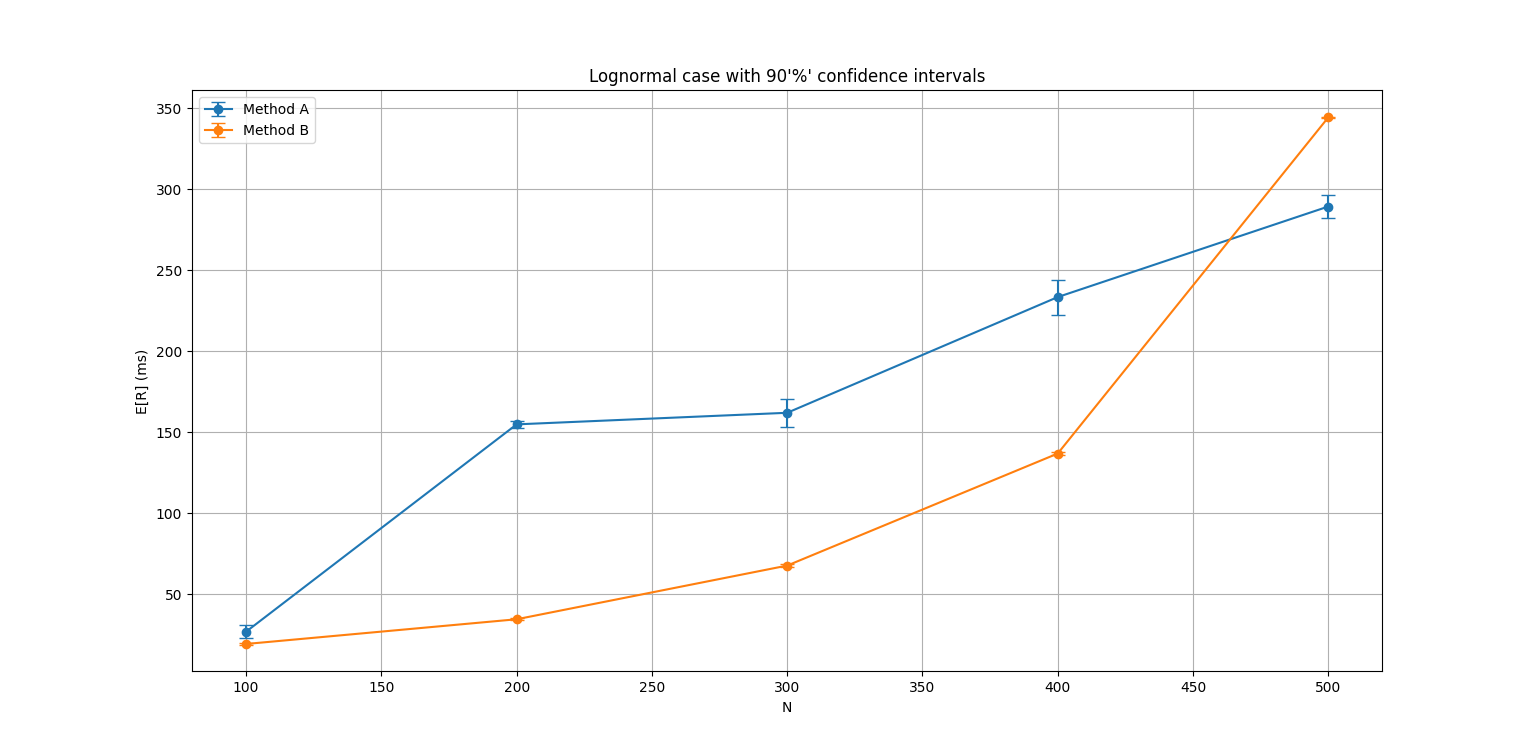 Lognormal case with 90'%' confidence intervals
Method A
Method B
E[R] (ms)
350
300
250
200
150
100
50
100 150 200 250 300 350 400 450 500
N